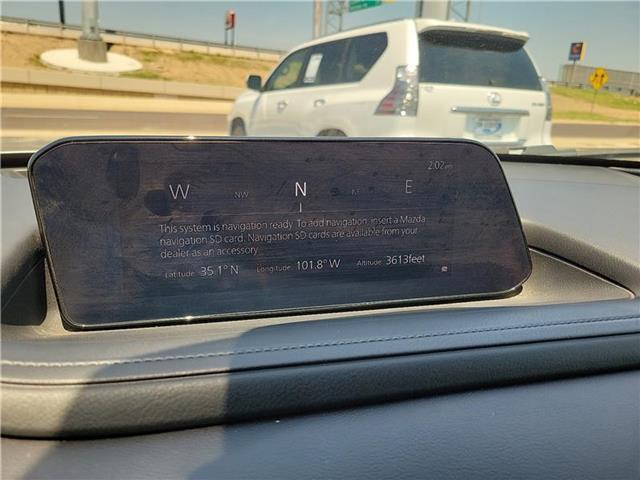 2:02
W NW N NE E
This system is navigation ready. To add navigation, insert a Mazda
navigation SD card. Navigation SD cards are available from your
dealer as an accessory.
Latitude: 35.1° N Longitude: 101.8° W Altitude: 3613feet